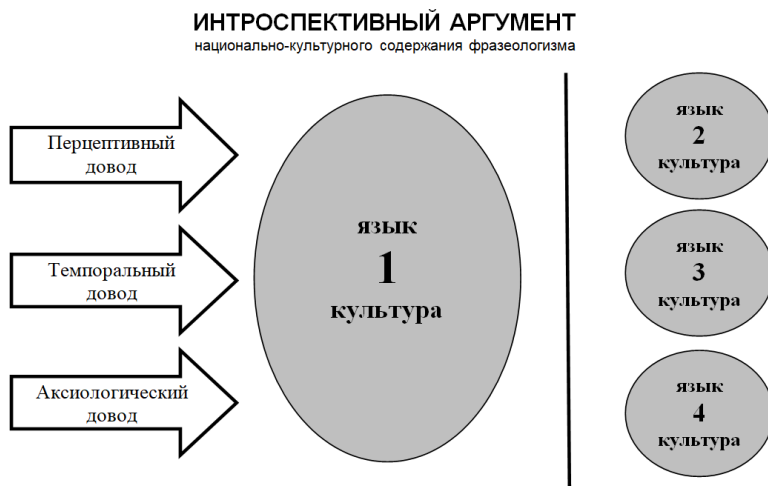 ИНТРОСПЕКТИВНЫЙ АРГУМЕНТ
национально-культурного содержания фразеологизма
Перцептивный
довод
Темпоральный
довод
Аксиологический
довод
язык
1
культура
язык
2
культура
язык
3
культура
язык
4
культура